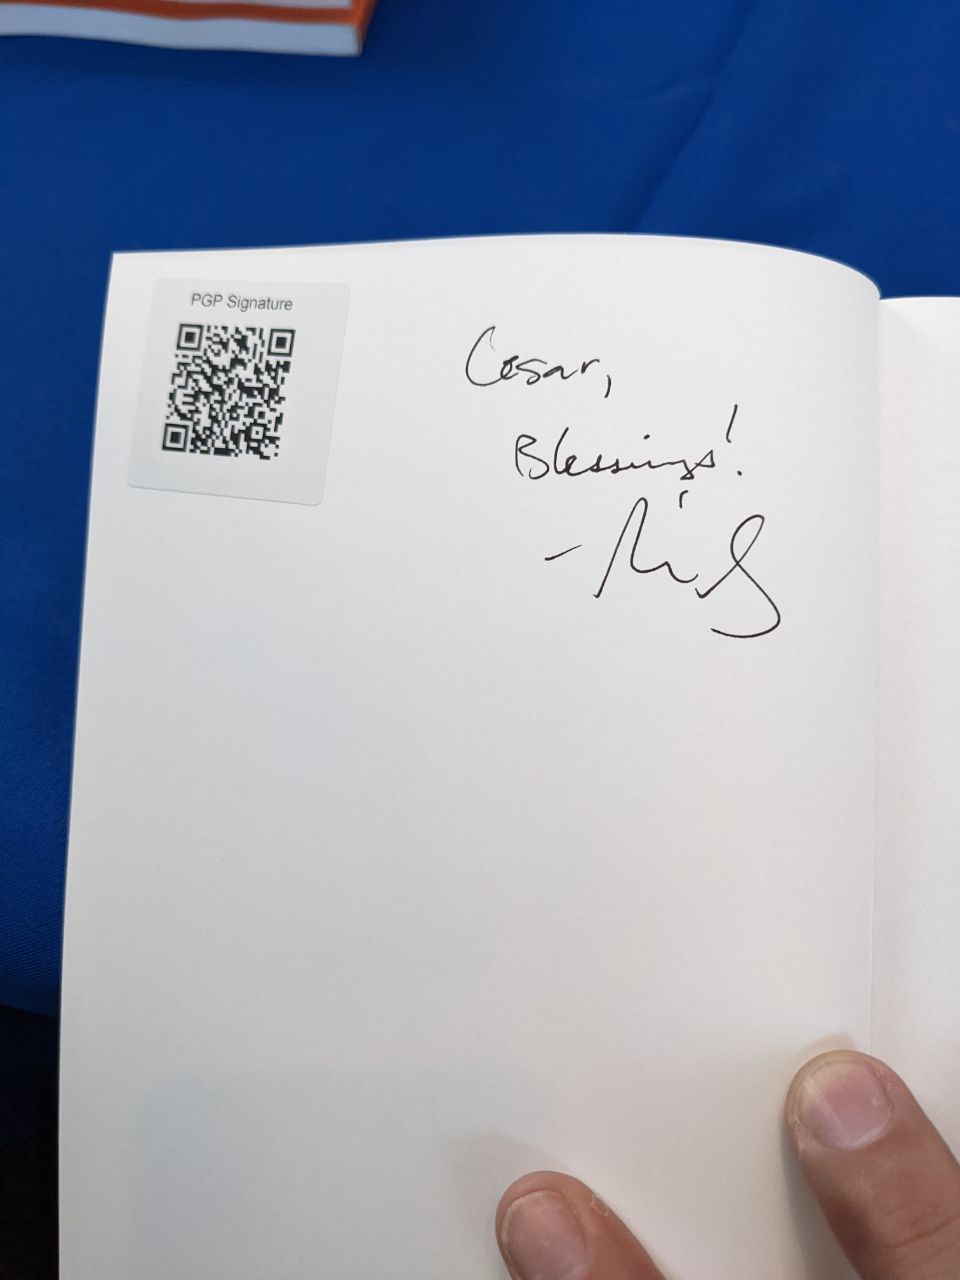 PGP Signature
Cesar,
Blessings!